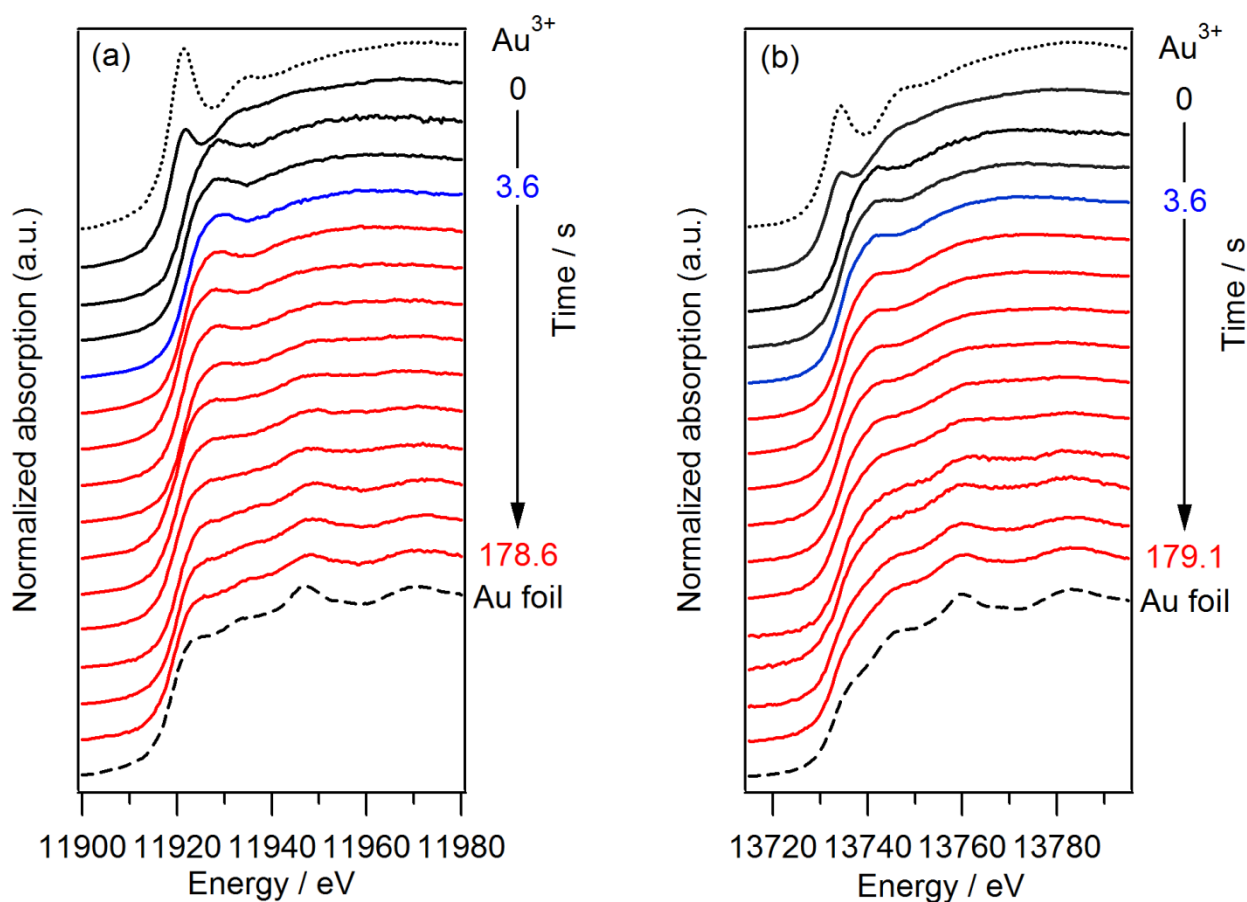 (a)
Au³⁺
0
3.6
178.6
Au foil
Time / s
Normalized absorption (a.u.)
11900 11920 11940 11960 11980
Energy / eV
(b)
Au³⁺
0
3.6
179.1
Au foil
Time / s
Normalized absorption (a.u.)
13720 13740 13760 13780
Energy / eV